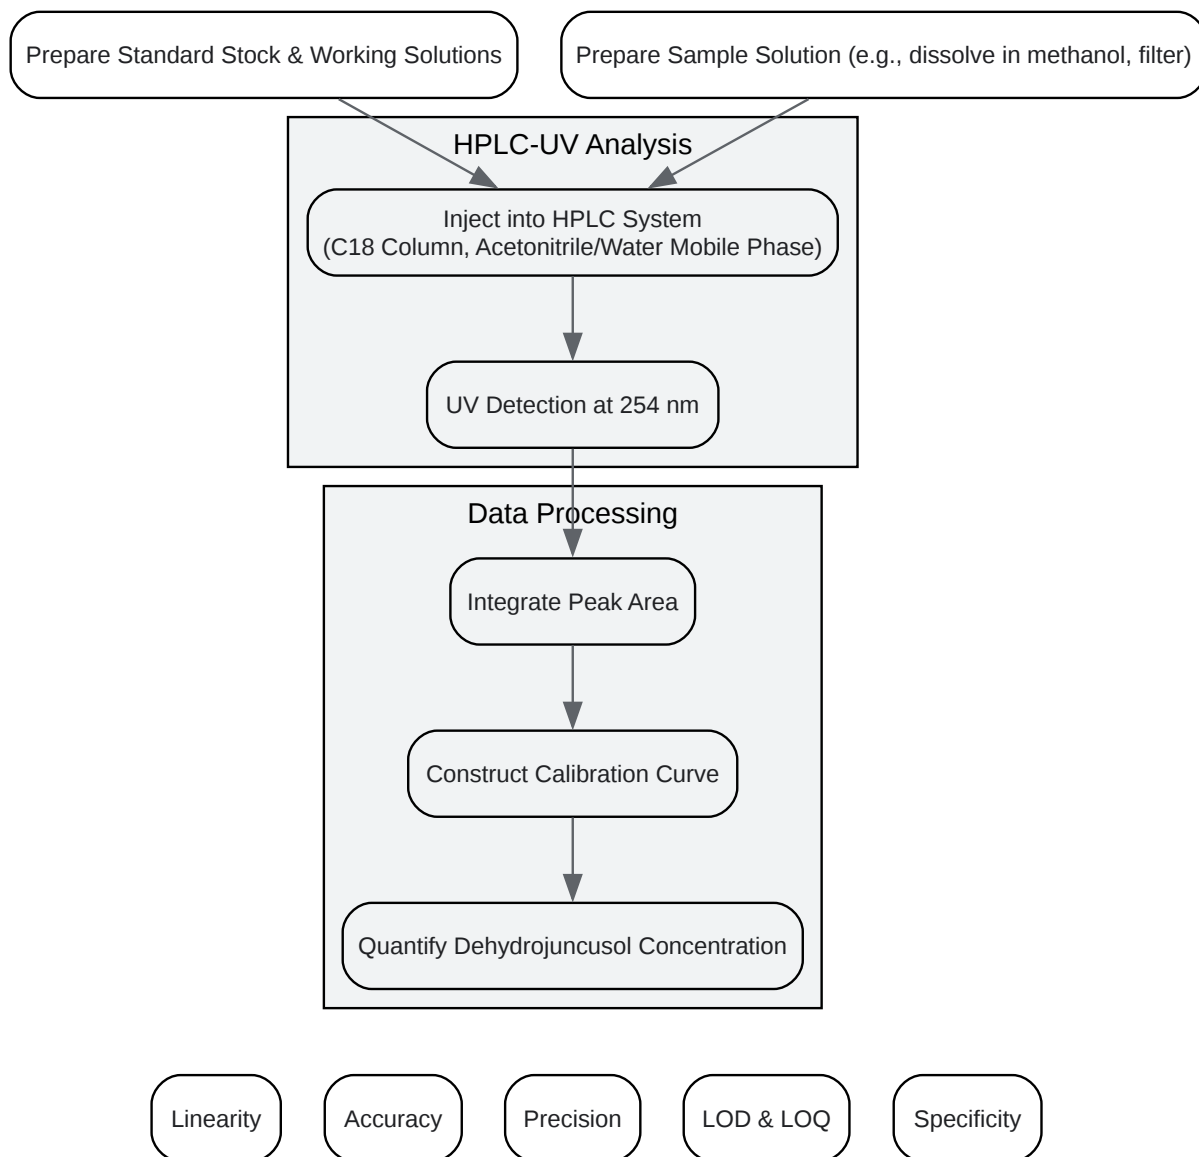 Prepare Standard Stock & Working Solutions
Prepare Sample Solution (e.g., dissolve in methanol, filter)
HPLC-UV Analysis
Inject into HPLC System
(C18 Column, Acetonitrile/Water Mobile Phase)
UV Detection at 254 nm
Data Processing
Integrate Peak Area
Construct Calibration Curve
Quantify Dehydrojuncusol Concentration
Linearity
Accuracy
Precision
LOD & LOQ
Specificity